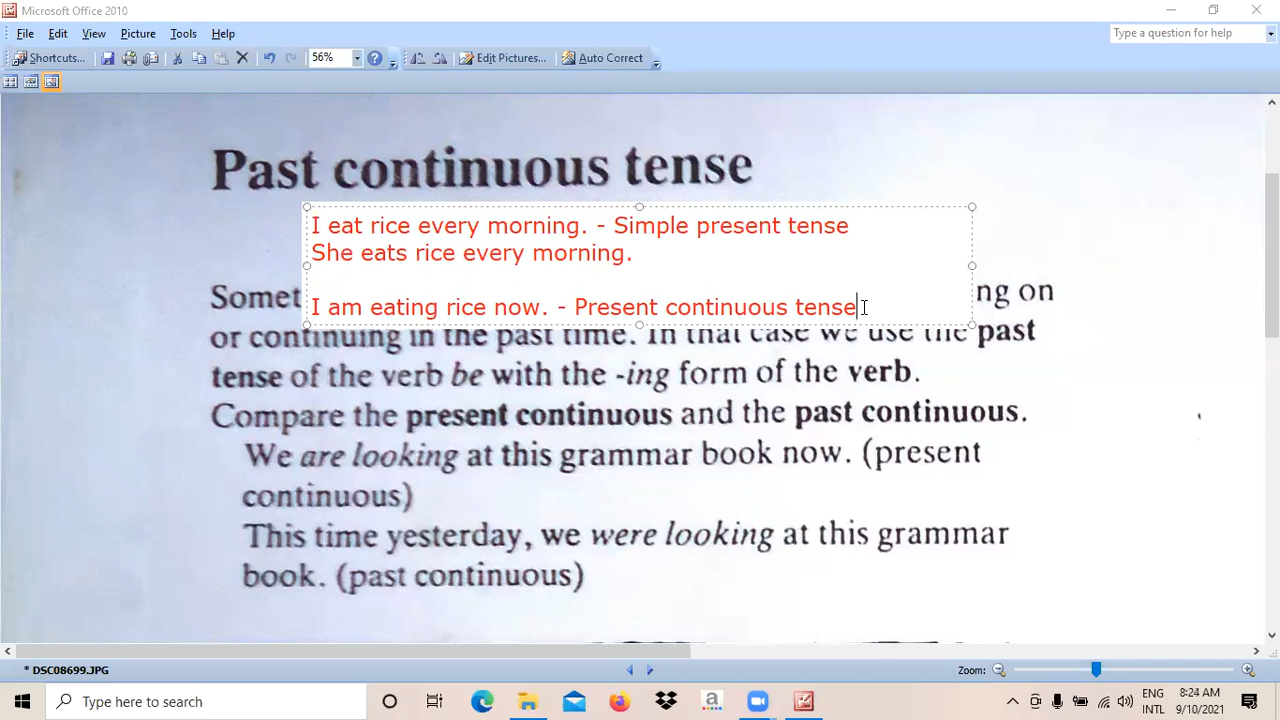 Microsoft Office 2010
File Edit View Picture Tools Help
Type a question for help
Shortcuts... 56% Edit Pictures... Auto Correct
Past continuous tense
I eat rice every morning. - Simple present tense
She eats rice every morning.
Somet ng on
I am eating rice now. - Present continuous tense
or continuing in the past time. In that case we use the past
tense of the verb be with the -ing form of the verb.
Compare the present continuous and the past continuous.
We are looking at this grammar book now. (present
continuous)
This time yesterday, we were looking at this grammar
book. (past continuous)
* DSC08699.JPG Zoom:
Type here to search
ENG 8:24 AM
INTL 9/10/2021